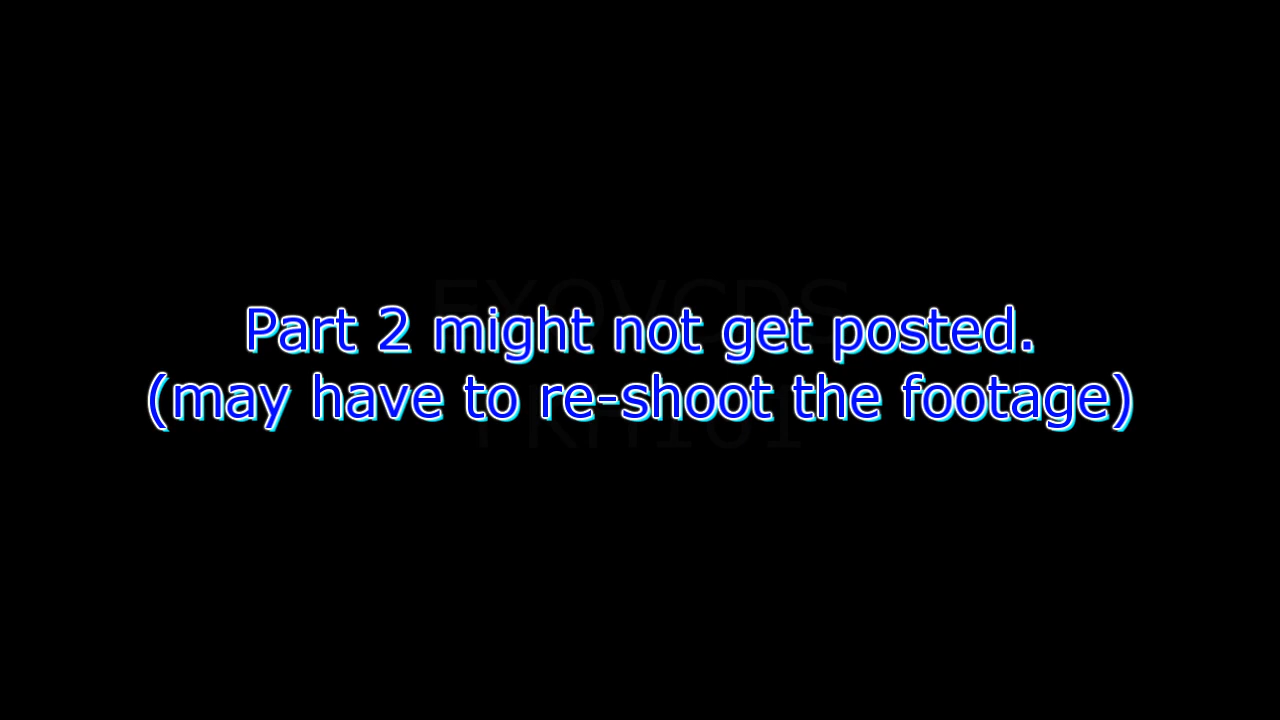 Part 2 might not get posted.
(may have to re-shoot the footage)